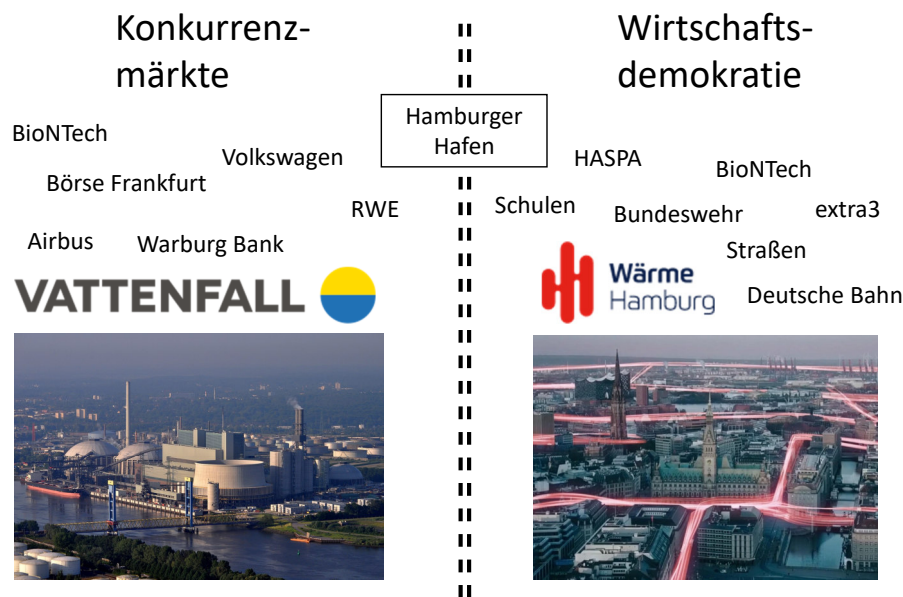 Konkurrenz-
märkte
Wirtschafts-
demokratie
Hamburger
Hafen
BioNTech
Volkswagen
Börse Frankfurt
RWE
Airbus
Warburg Bank
VATTENFALL
HASPA
BioNTech
Schulen
Bundeswehr
extra3
Straßen
Wärme
Hamburg
Deutsche Bahn